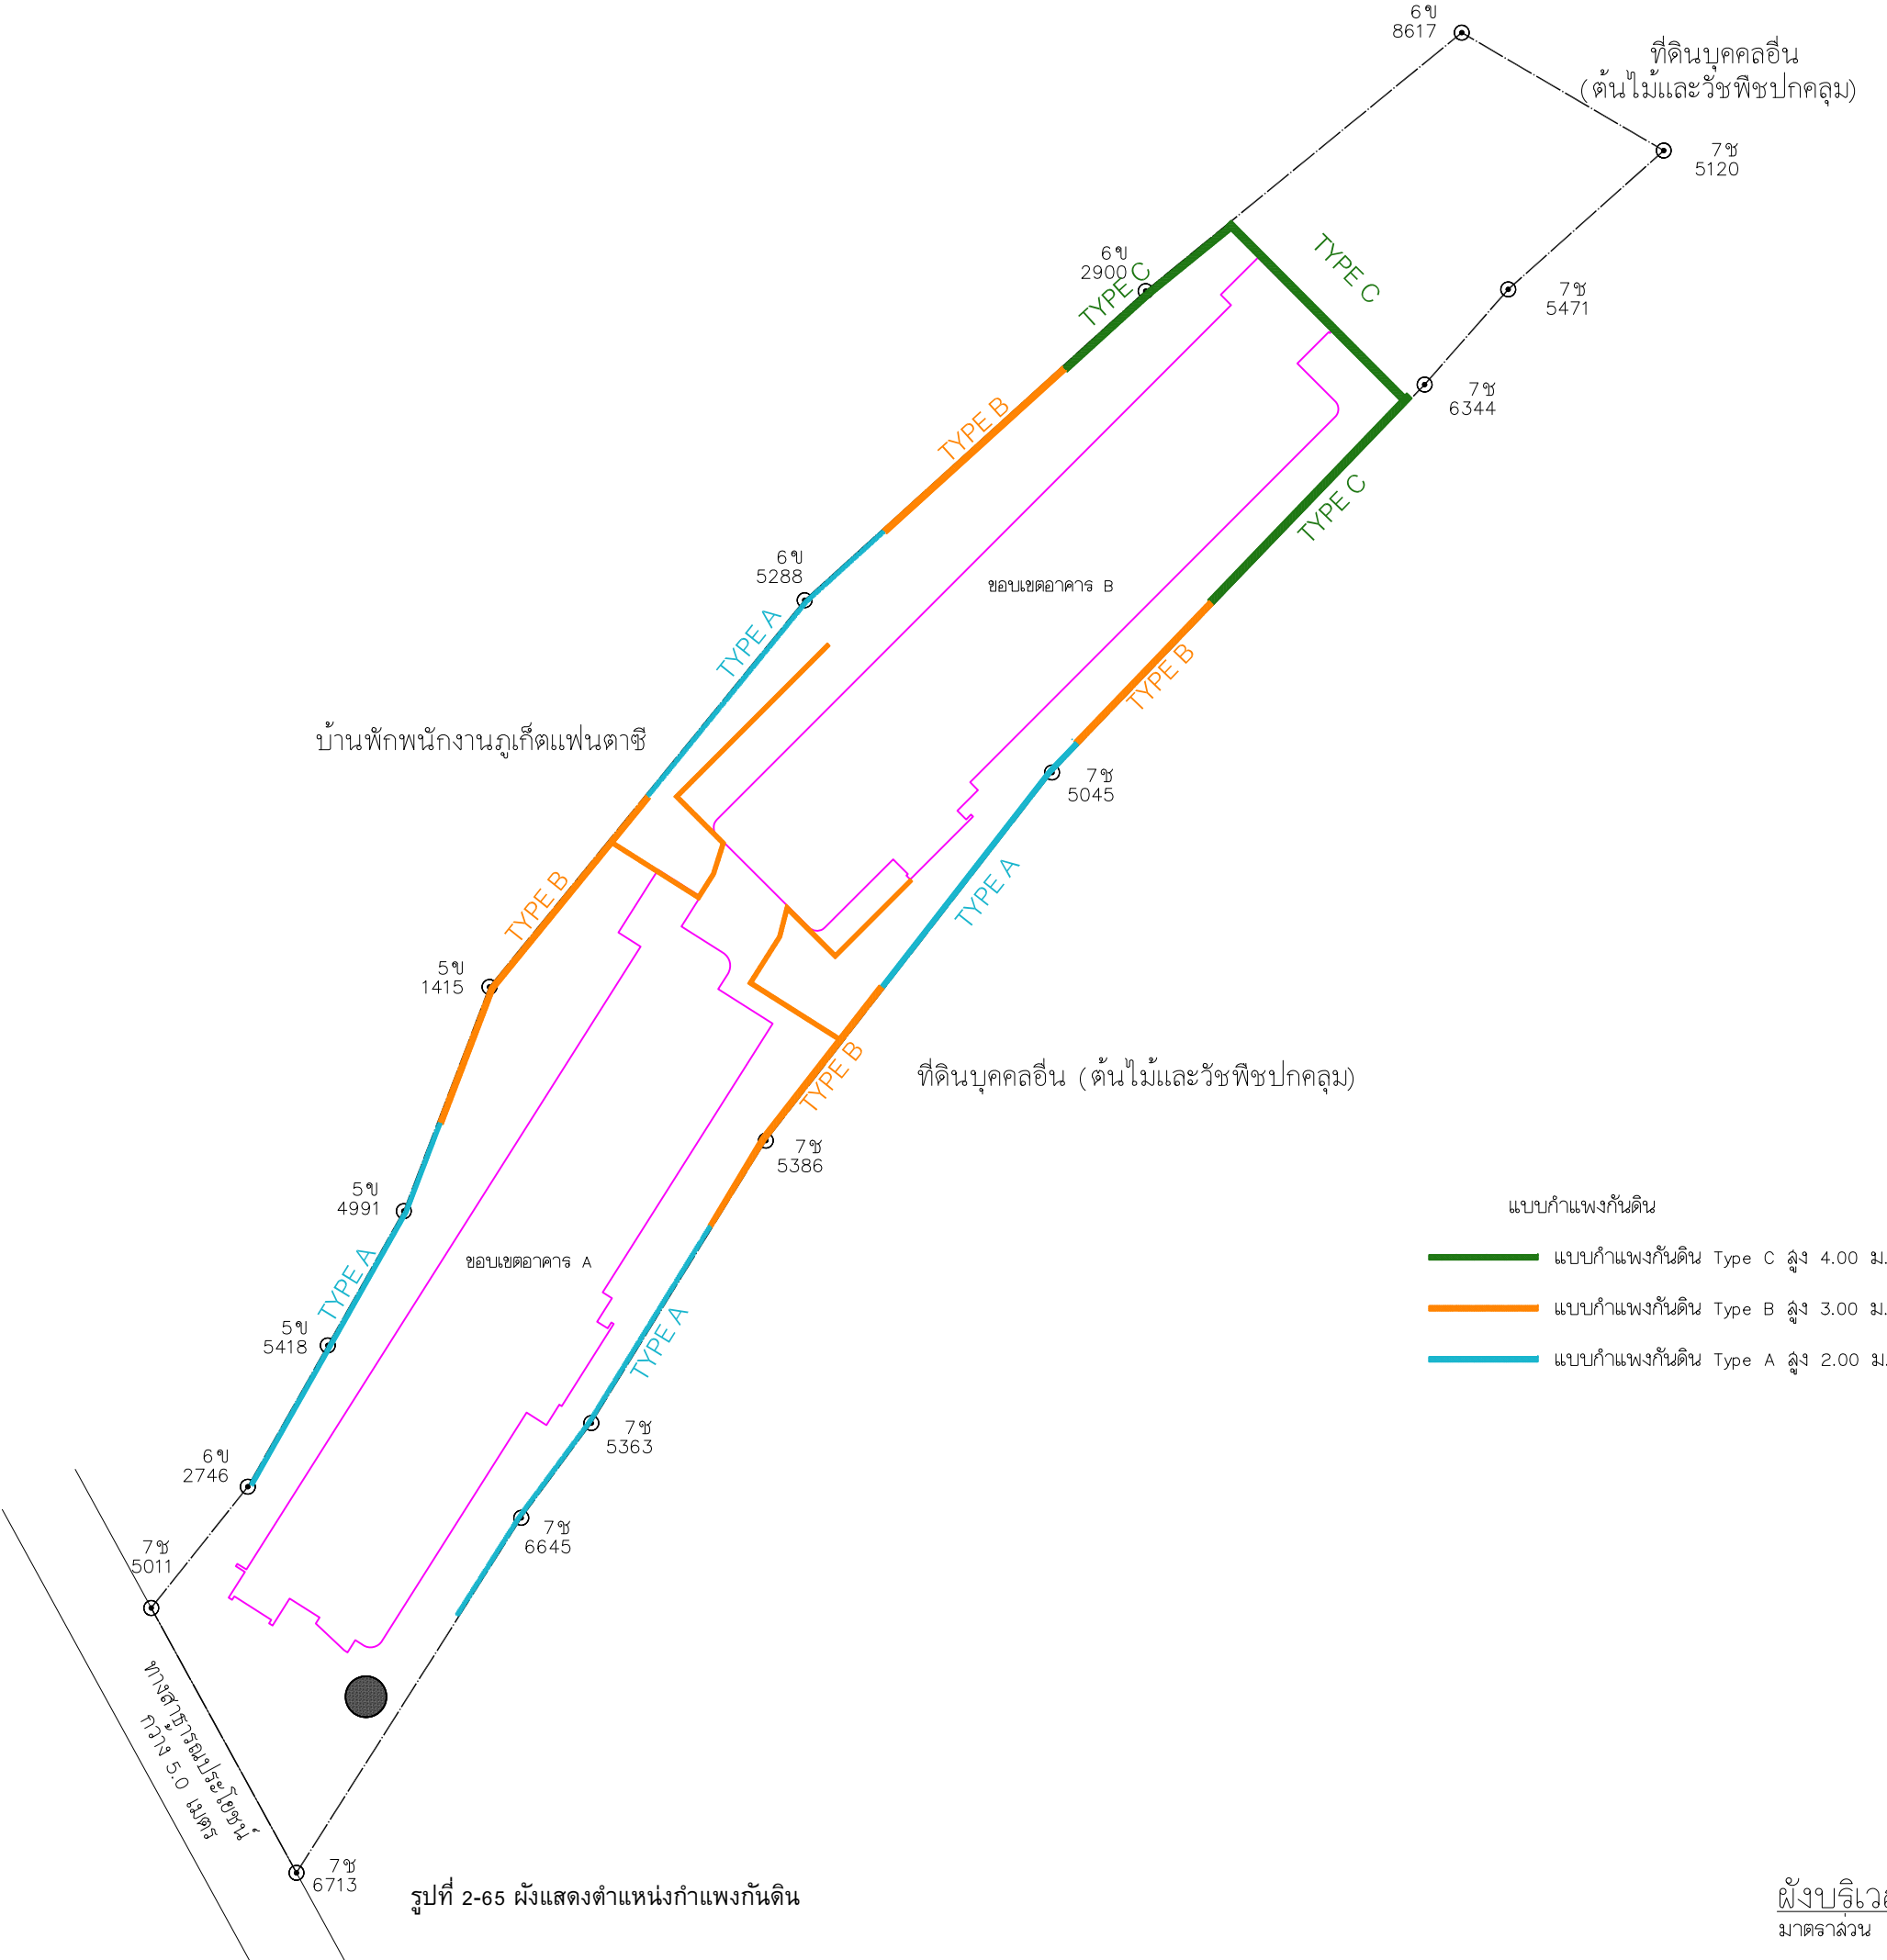 6ข
8617
ที่ดินบุคคลอื่น
(ต้นไม้และวัชพืชปกคลุม)
7ช
5120
TYPE C
6ข
2900
TYPE C
7ช
5471
7ช
6344
TYPE B
TYPE C
6ข
5288
ขอบเขตอาคาร B
TYPE A
TYPE B
บ้านพักพนักงานภูเก็ตแฟนตาซี
7ช
5045
TYPE A
TYPE B
5ข
1415
TYPE B
ที่ดินบุคคลอื่น (ต้นไม้และวัชพืชปกคลุม)
7ช
5386
5ข
4991
แบบกำแพงกันดิน
TYPE A
ขอบเขตอาคาร A
แบบกำแพงกันดิน Type C สูง 4.00 ม.
แบบกำแพงกันดิน Type B สูง 3.00 ม.
แบบกำแพงกันดิน Type A สูง 2.00 ม.
5ข
5418
TYPE A
7ช
5363
6ข
2746
7ช
6645
7ช
5011
ทางสาธารณประโยชน์
กว้าง 5.0 เมตร
7ช
6713
รูปที่ 2-65 ผังแสดงตำแหน่งกำแพงกันดิน
มาตราส่วน